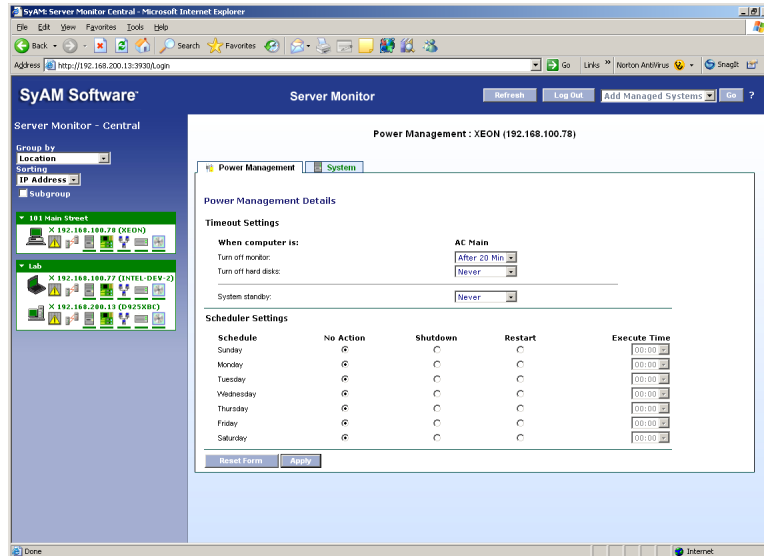 SyAM: Server Monitor Central - Microsoft Internet Explorer
File Edit View Favorites Tools Help
Back Search Favorites
Address http://192.168.200.13:3930/Login Go Links » Norton AntiVirus SnagIt
SyAM Software
Server Monitor
Refresh Log Out Add Managed Systems Go ?
Server Monitor - Central
Group by
Location
Sorting
IP Address
Subgroup
101 Main Street
X 192.168.100.78 (XEON)
Lab
X 192.168.100.77 (INTEL-DEV-2)
X 192.168.200.13 (D925XBC)
Power Management : XEON (192.168.100.78)
Power Management System
Power Management Details
Timeout Settings
When computer is: AC Main
Turn off monitor: After 20 Min
Turn off hard disks: Never
System standby: Never
Scheduler Settings
Schedule No Action Shutdown Restart Execute Time
Sunday 00:00
Monday 00:00
Tuesday 00:00
Wednesday 00:00
Thursday 00:00
Friday 00:00
Saturday 00:00
Reset Form Apply
Done Internet